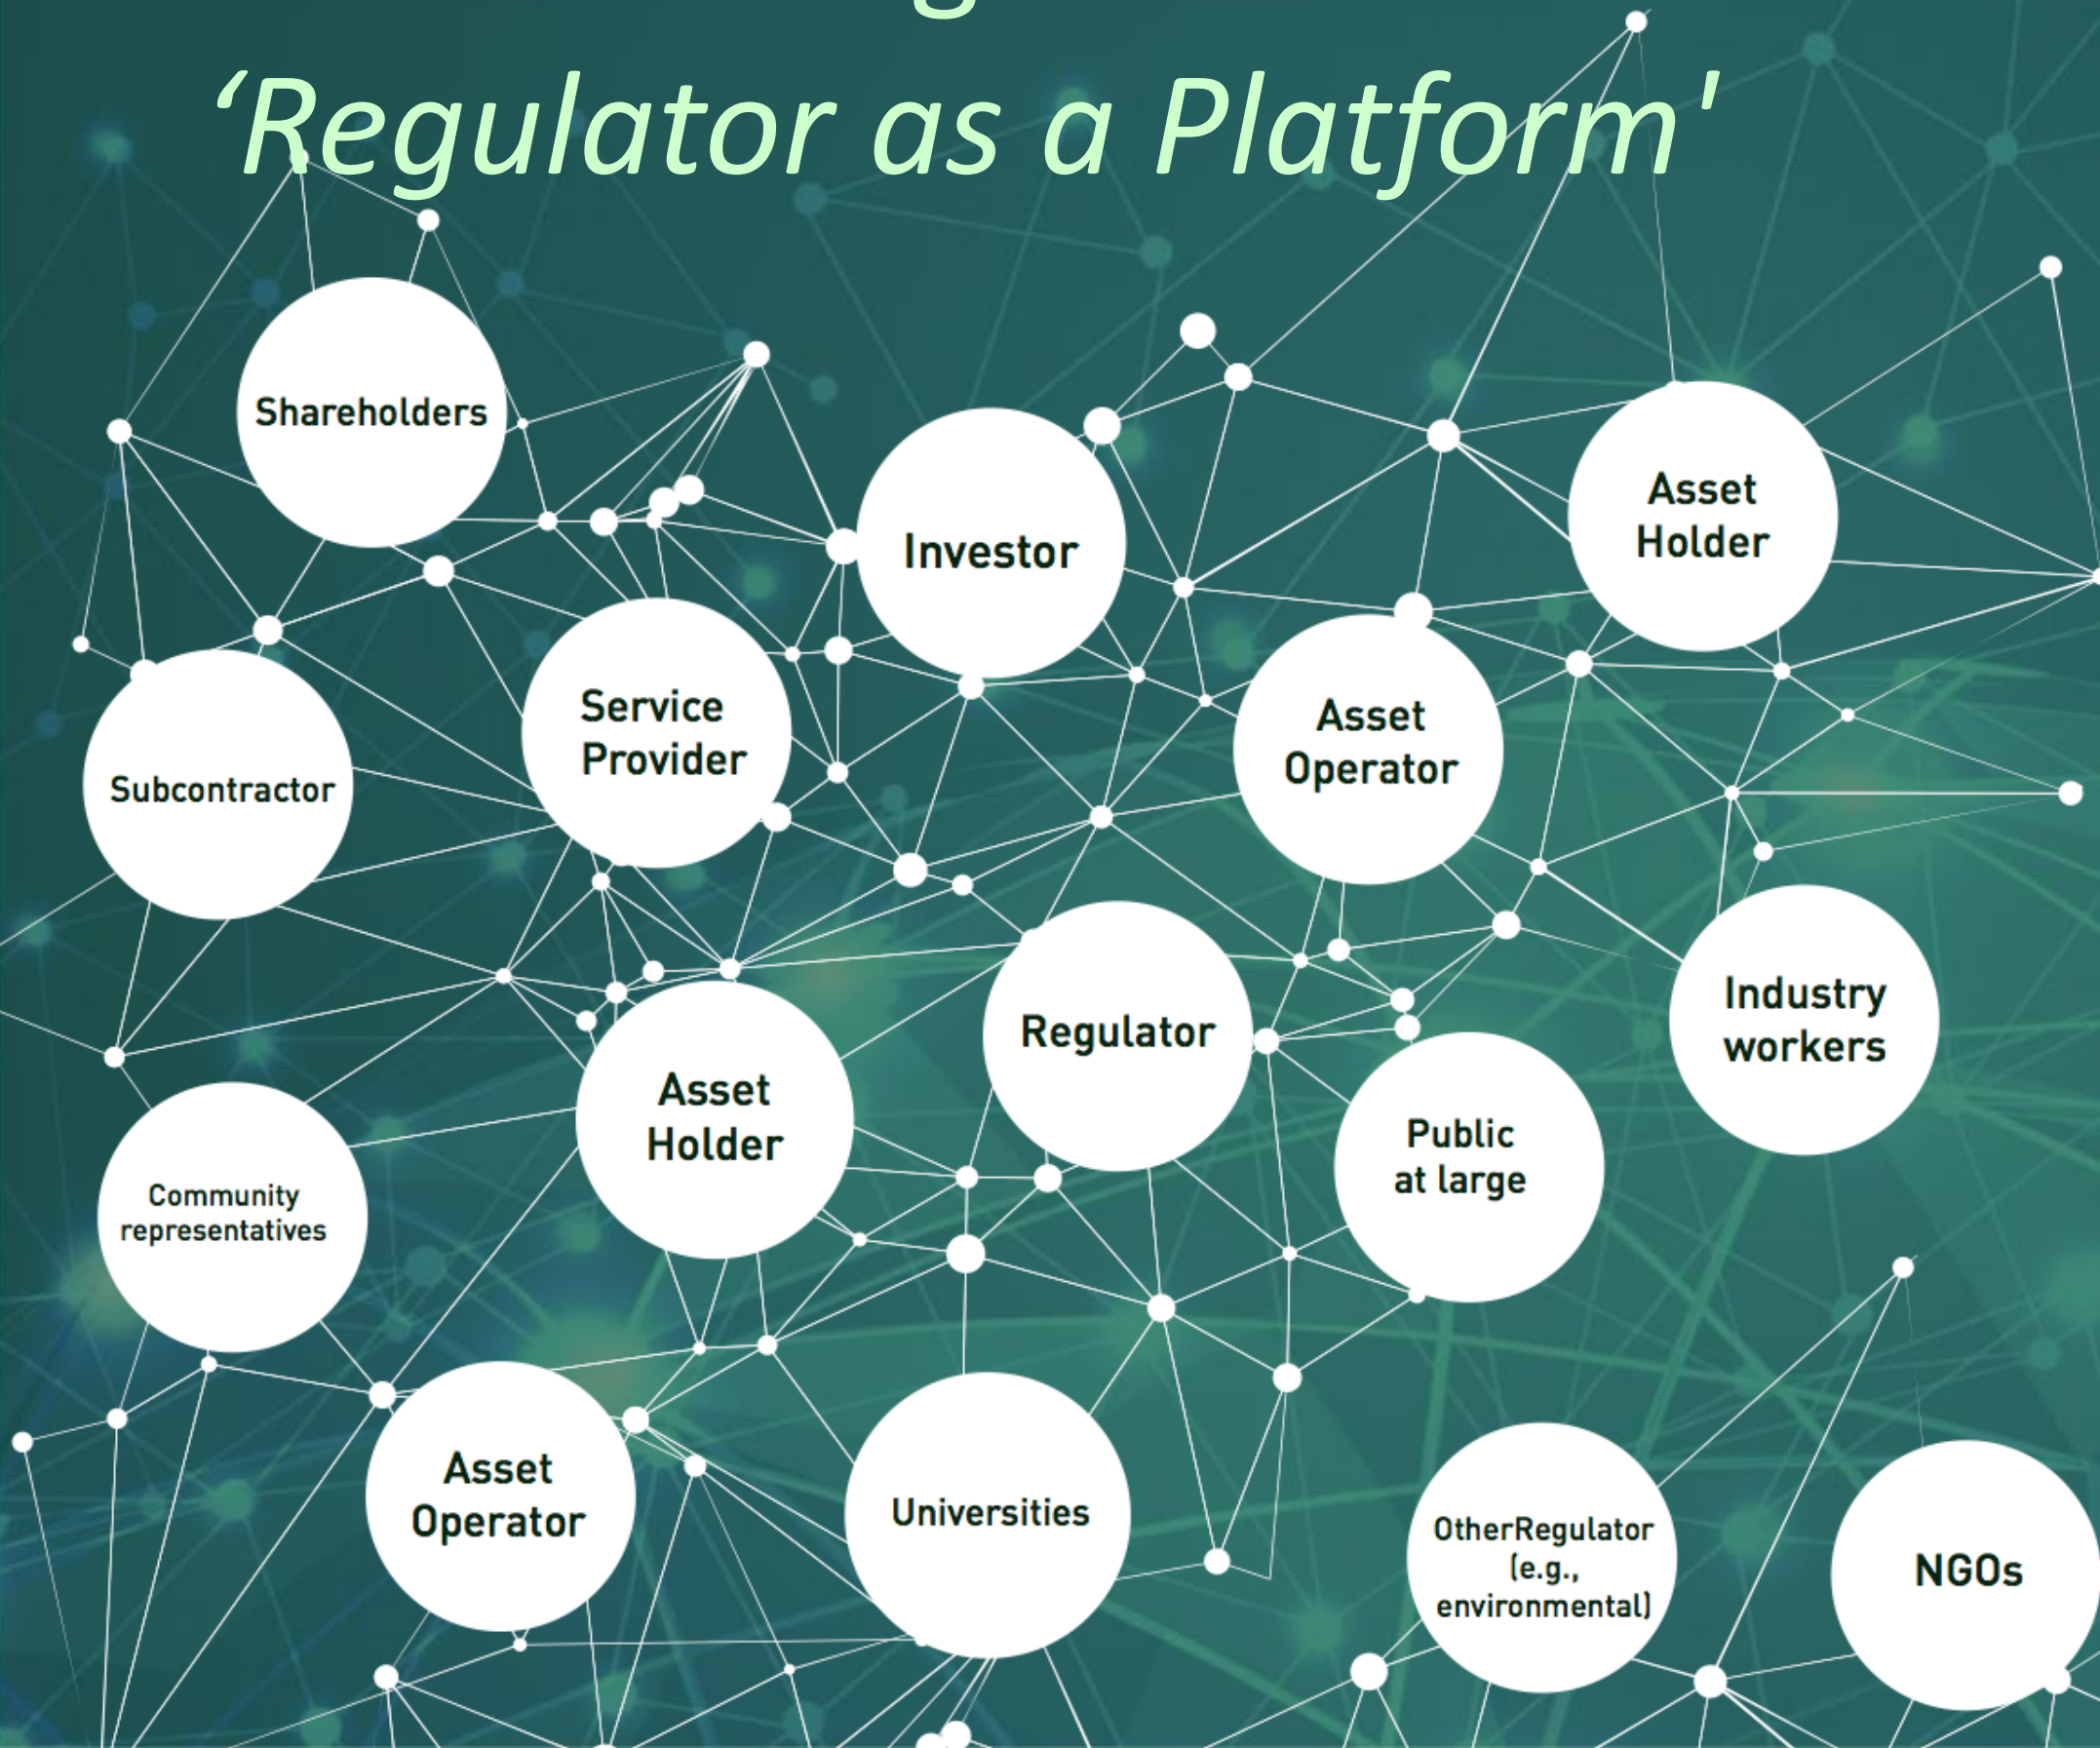 ‘Regulator as a Platform'
Shareholders
Investor
Asset
Holder
Service
Provider
Asset
Operator
Subcontractor
Regulator
Industry
workers
Asset
Holder
Public
at large
Community
representatives
Asset
Operator
Universities
OtherRegulator
(e.g.,
environmental)
NGOs